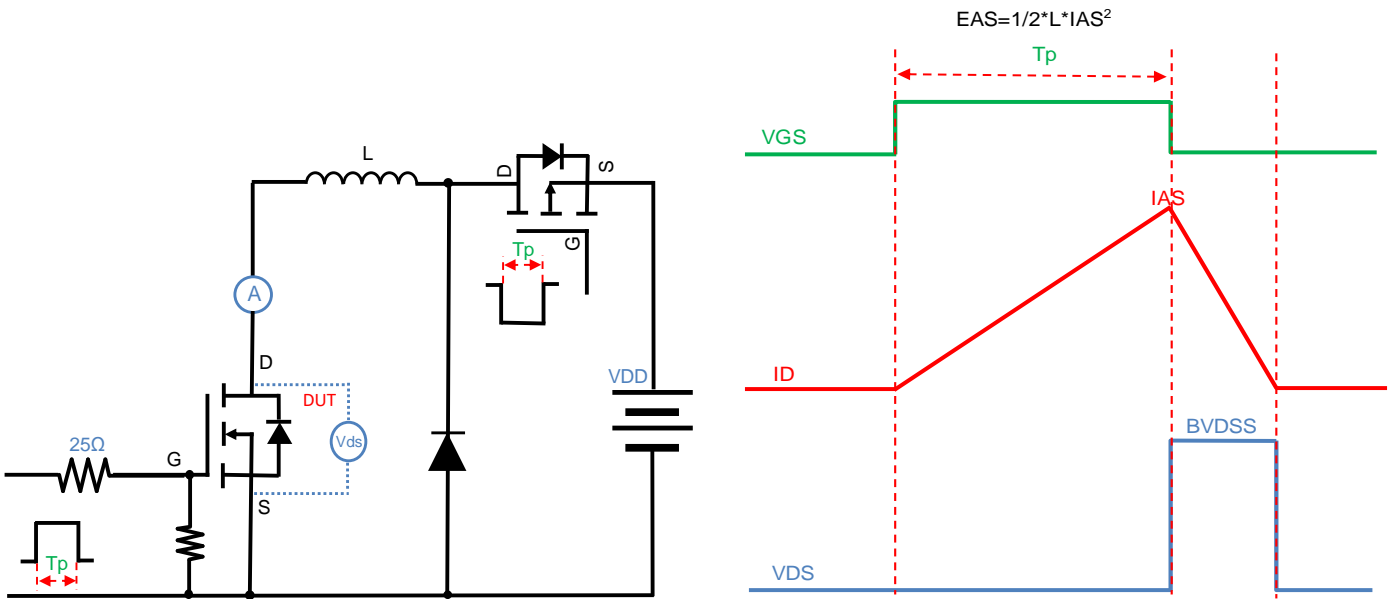 EAS=1/2*L*IAS²
Tp
VGS
L
D
S
G
Tp
IAS
A
D
VDD
ID
DUT
25Ω
G
Vds
BVDSS
S
Tp
VDS